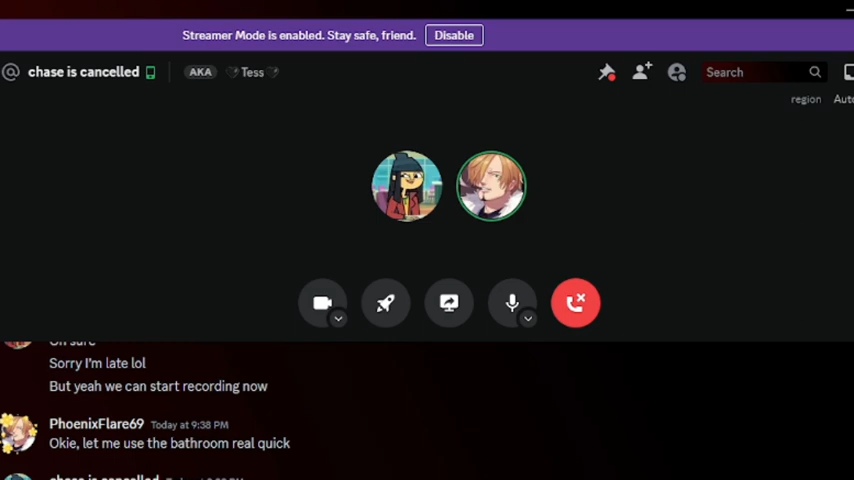 Streamer Mode is enabled. Stay safe, friend. Disable
chase is cancelled AKA 🖤Tess🖤 Search
region
Oh sure
Sorry I'm late lol
But yeah we can start recording now
PhoenixFlare69 Today at 9:38 PM
Okie, let me use the bathroom real quick
chase is cancelled